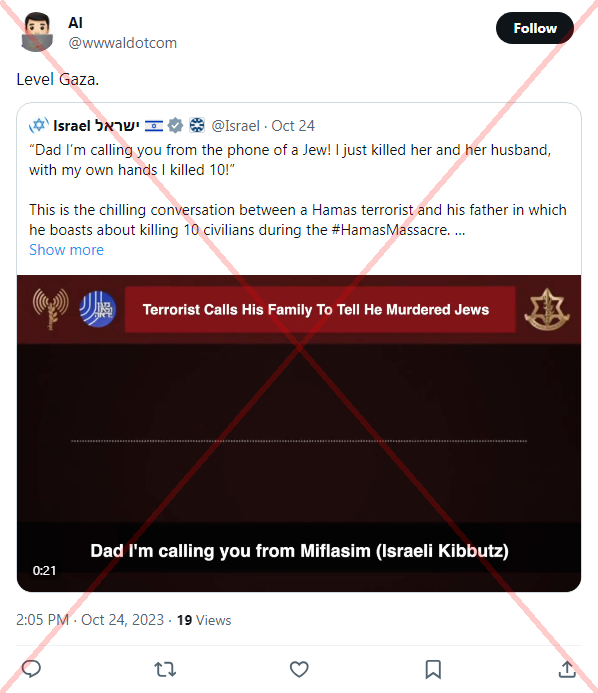 Al
@wwwaldotcom
Follow
Level Gaza.
Israel ישראל @Israel · Oct 24
“Dad I’m calling you from the phone of a Jew! I just killed her and her husband,
with my own hands I killed 10!”
This is the chilling conversation between a Hamas terrorist and his father in which
he boasts about killing 10 civilians during the #HamasMassacre. ...
Show more
Terrorist Calls His Family To Tell He Murdered Jews
Dad I'm calling you from Miflasim (Israeli Kibbutz)
0:21
2:05 PM · Oct 24, 2023 · 19 Views